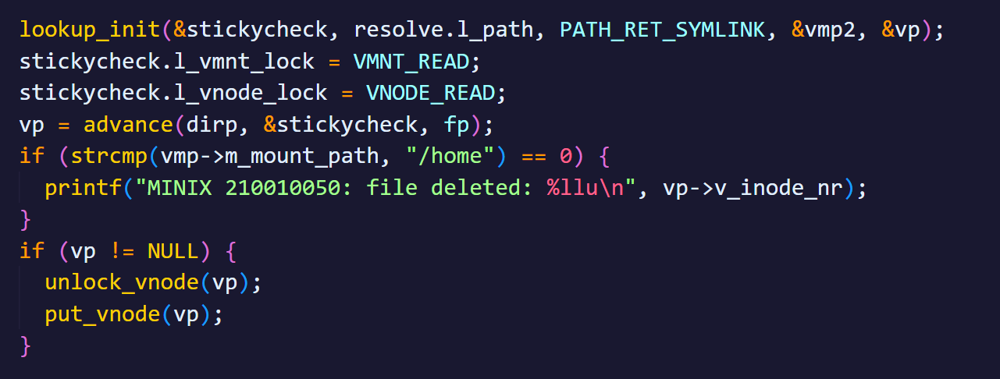 lookup_init(&stickycheck, resolve.l_path, PATH_RET_SYMLINK, &vmp2, &vp);
stickycheck.l_vmnt_lock = VMNT_READ;
stickycheck.l_vnode_lock = VNODE_READ;
vp = advance(dirp, &stickycheck, fp);
if (strcmp(vmp->m_mount_path, "/home") == 0) {
  printf("MINIX 210010050: file deleted: %llu\n", vp->v_inode_nr);
}
if (vp != NULL) {
  unlock_vnode(vp);
  put_vnode(vp);
}